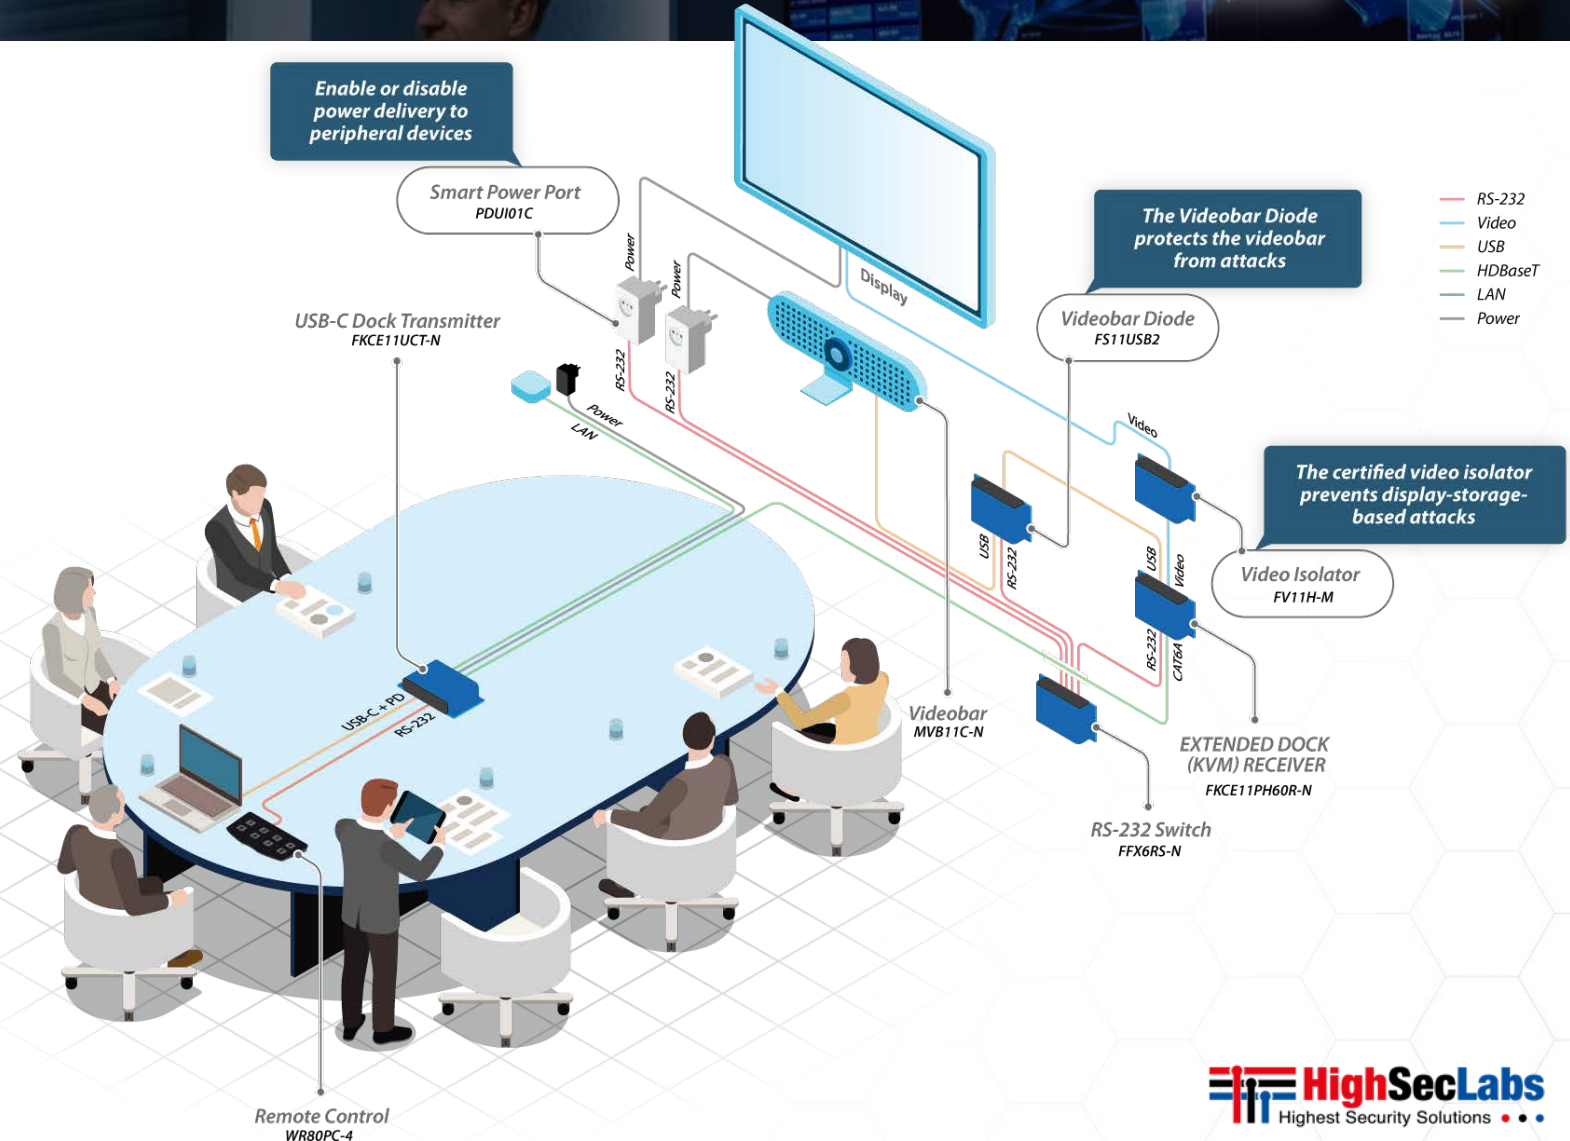 Enable or disable
power delivery to
peripheral devices
Smart Power Port
PDUI01C
The Videobar Diode
protects the videobar
from attacks
RS-232
Video
USB
HDBaseT
LAN
Power
Power
Power
Display
Videobar Diode
FS11USB2
USB-C Dock Transmitter
FKCE11UCT-N
RS-232
RS-232
Power
LAN
Video
The certified video isolator
prevents display-storage-
based attacks
USB
RS-232
USB
Video
Video Isolator
FV11H-M
RS-232
CAT6A
USB-C + PD
RS-232
Videobar
MVB11C-N
EXTENDED DOCK
(KVM) RECEIVER
FKCE11PH60R-N
RS-232 Switch
FFX6RS-N
HighSecLabs
Highest Security Solutions
Remote Control
WR80PC-4